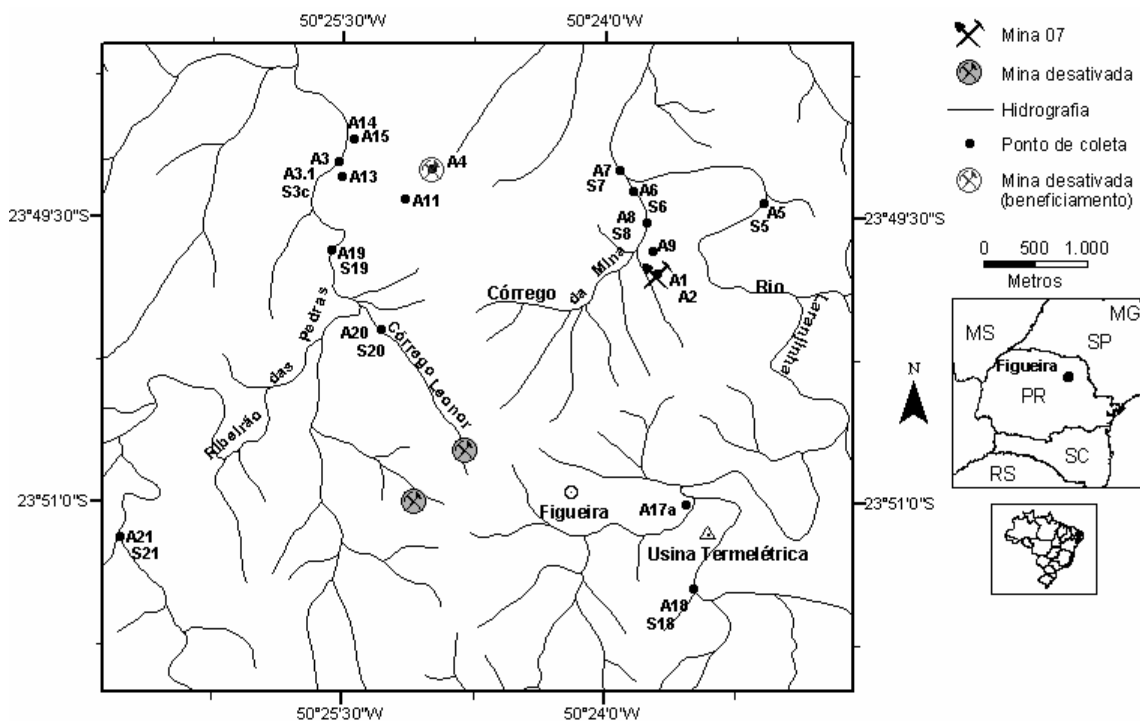 50°25'30"W
50°24'0"W
Mina 07
Mina desativada
Hidrografia
Ponto de coleta
Mina desativada
(beneficiamento)
A14
A15
A3
A4
A3.1
A13
S3c
A11
A7
S7
A6
S6
A5
S5
A8
S8
23°49'30"S
23°49'30"S
A9
A19
S19
A1
A2
Córrego da Mina
Rio Laranjinha
0 500 1.000
Metros
Ribeirão das Pedras
A20
S20
Córrego Leonor
N
MS
MG
SP
Figueira
PR
SC
RS
23°51'0"S
23°51'0"S
Figueira
A17a
Usina Termelétrica
A21
S21
A18
S18
50°25'30"W
50°24'0"W